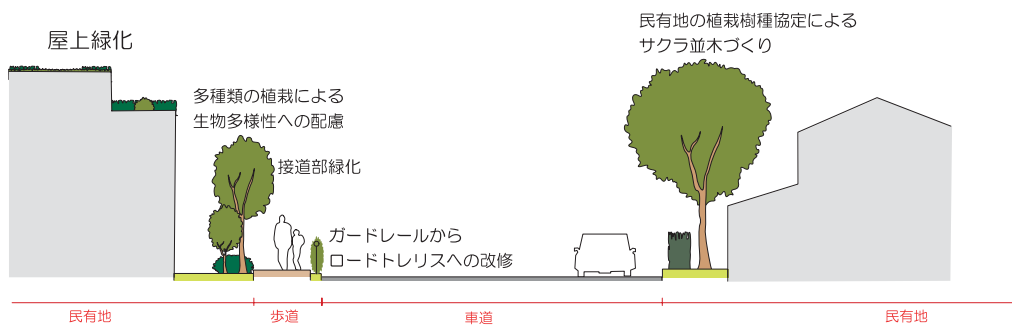 屋上緑化
民有地の植栽樹種協定による
サクラ並木づくり
多種類の植栽による
生物多様性への配慮
接道部緑化
ガードレールから
ロードトレリスへの改修
民有地
歩道
車道
民有地